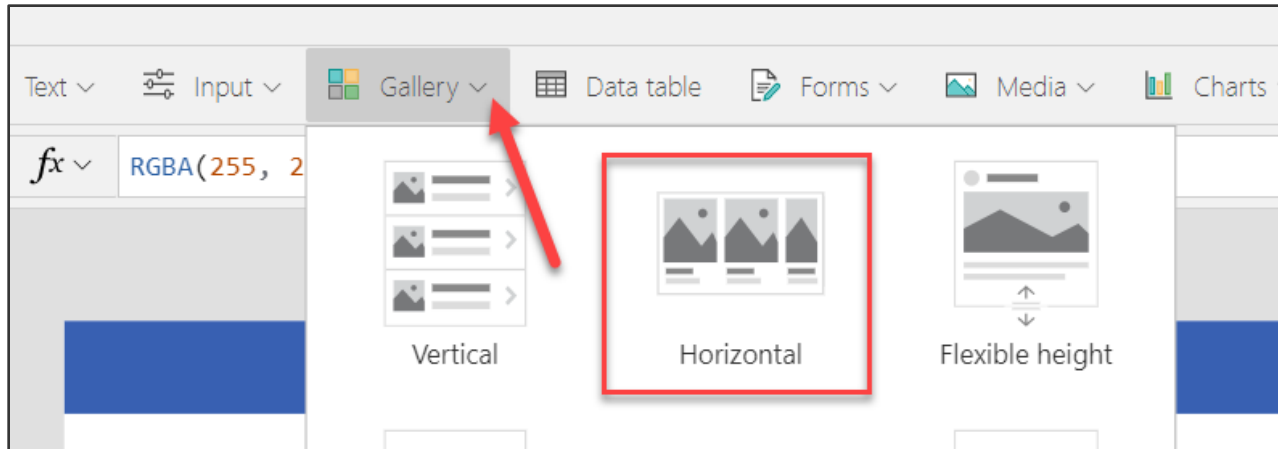 Text Input Gallery Data table Forms Media Charts
fx RGBA(255, 2
Vertical Horizontal Flexible height